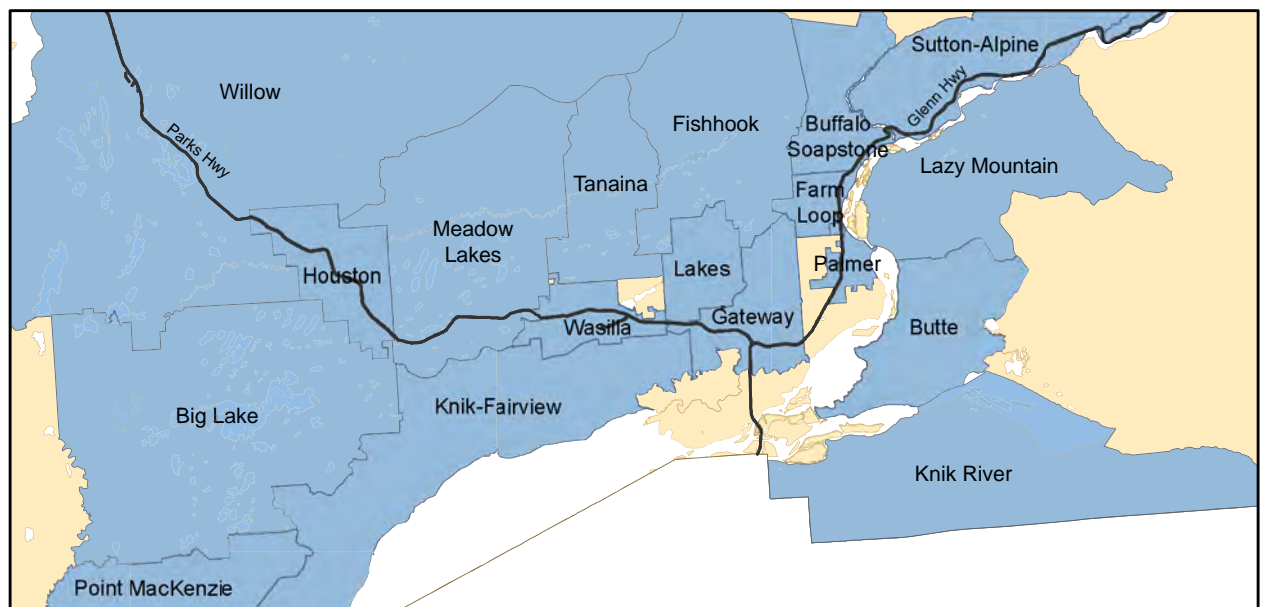 Sutton-Alpine
Willow
Glenn Hwy
Fishhook
Buffalo
Soapstone
Parks Hwy
Lazy Mountain
Tanaina
Farm
Loop
Meadow
Lakes
Houston
Lakes
Palmer
Wasilla
Gateway
Butte
Big Lake
Knik-Fairview
Knik River
Point MacKenzie